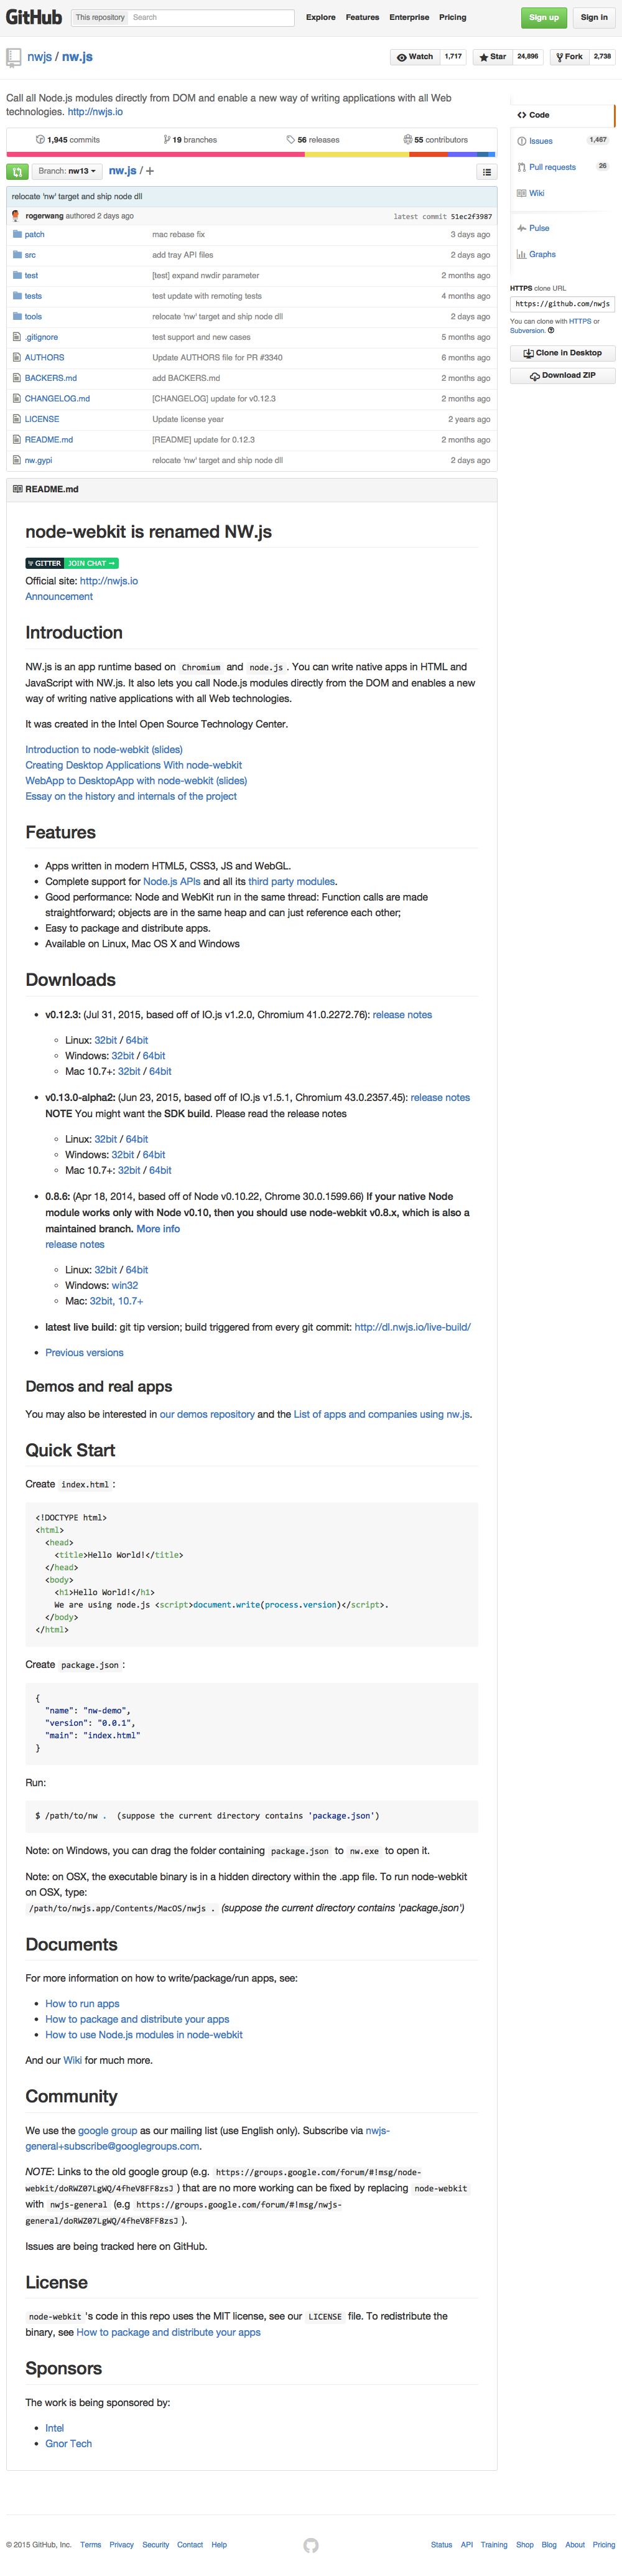 GitHub This repository Search Explore Features Enterprise Pricing Sign up Sign in
nwjs / nw.js Watch 1,717 Star 24,896 Fork 2,738
Call all Node.js modules directly from DOM and enable a new way of writing applications with all Web
technologies. http://nwjs.io
1,945 commits 19 branches 56 releases 55 contributors
Branch: nw13 nw.js / +
relocate 'nw' target and ship node dll
rogerwang authored 2 days ago latest commit 51ec2f3987
patch mac rebase fix 3 days ago
src add tray API files 2 days ago
test [test] expand nwdir parameter 2 months ago
tests test update with remoting tests 4 months ago
tools relocate 'nw' target and ship node dll 2 days ago
.gitignore test support and new cases 5 months ago
AUTHORS Update AUTHORS file for PR #3340 6 months ago
BACKERS.md add BACKERS.md 2 months ago
CHANGELOG.md [CHANGELOG] update for v0.12.3 2 months ago
LICENSE Update license year 2 years ago
README.md [README] update for 0.12.3 2 months ago
nw.gypi relocate 'nw' target and ship node dll 2 days ago
Code
Issues 1,467
Pull requests 26
Wiki
Pulse
Graphs
HTTPS clone URL
https://github.com/nwjs
You can clone with HTTPS or
Subversion.
Clone in Desktop
Download ZIP
README.md
node-webkit is renamed NW.js
GITTER JOIN CHAT →
Official site: http://nwjs.io
Announcement
Introduction
NW.js is an app runtime based on Chromium and node.js . You can write native apps in HTML and
JavaScript with NW.js. It also lets you call Node.js modules directly from the DOM and enables a new
way of writing native applications with all Web technologies.
It was created in the Intel Open Source Technology Center.
Introduction to node-webkit (slides)
Creating Desktop Applications With node-webkit
WebApp to DesktopApp with node-webkit (slides)
Essay on the history and internals of the project
Features
• Apps written in modern HTML5, CSS3, JS and WebGL.
• Complete support for Node.js APIs and all its third party modules.
• Good performance: Node and WebKit run in the same thread: Function calls are made
straightforward; objects are in the same heap and can just reference each other;
• Easy to package and distribute apps.
• Available on Linux, Mac OS X and Windows
Downloads
• v0.12.3: (Jul 31, 2015, based off of IO.js v1.2.0, Chromium 41.0.2272.76): release notes
Linux: 32bit / 64bit
Windows: 32bit / 64bit
Mac 10.7+: 32bit / 64bit
• v0.13.0-alpha2: (Jun 23, 2015, based off of IO.js v1.5.1, Chromium 43.0.2357.45): release notes
NOTE You might want the SDK build. Please read the release notes
Linux: 32bit / 64bit
Windows: 32bit / 64bit
Mac 10.7+: 32bit / 64bit
• 0.8.6: (Apr 18, 2014, based off of Node v0.10.22, Chrome 30.0.1599.66) If your native Node
module works only with Node v0.10, then you should use node-webkit v0.8.x, which is also a
maintained branch. More info
release notes
Linux: 32bit / 64bit
Windows: win32
Mac: 32bit, 10.7+
• latest live build: git tip version; build triggered from every git commit: http://dl.nwjs.io/live-build/
• Previous versions
Demos and real apps
You may also be interested in our demos repository and the List of apps and companies using nw.js.
Quick Start
Create index.html :
<!DOCTYPE html>
<html>
<head>
<title>Hello World!</title>
</head>
<body>
<h1>Hello World!</h1>
We are using node.js <script>document.write(process.version)</script>.
</body>
</html>
Create package.json :
{
"name": "nw-demo",
"version": "0.0.1",
"main": "index.html"
}
Run:
$ /path/to/nw . (suppose the current directory contains 'package.json')
Note: on Windows, you can drag the folder containing package.json to nw.exe to open it.
Note: on OSX, the executable binary is in a hidden directory within the .app file. To run node-webkit
on OSX, type:
/path/to/nwjs.app/Contents/MacOS/nwjs . (suppose the current directory contains 'package.json')
Documents
For more information on how to write/package/run apps, see:
• How to run apps
• How to package and distribute your apps
• How to use Node.js modules in node-webkit
And our Wiki for much more.
Community
We use the google group as our mailing list (use English only). Subscribe via nwjs-
general+subscribe@googlegroups.com.
NOTE: Links to the old google group (e.g. https://groups.google.com/forum/#!msg/node-
webkit/doRWZ07LgWQ/4fheV8FF8zsJ ) that are no more working can be fixed by replacing node-webkit
with nwjs-general (e.g https://groups.google.com/forum/#!msg/nwjs-
general/doRWZ07LgWQ/4fheV8FF8zsJ ).
Issues are being tracked here on GitHub.
License
node-webkit 's code in this repo uses the MIT license, see our LICENSE file. To redistribute the
binary, see How to package and distribute your apps
Sponsors
The work is being sponsored by:
• Intel
• Gnor Tech
© 2015 GitHub, Inc. Terms Privacy Security Contact Help Status API Training Shop Blog About Pricing